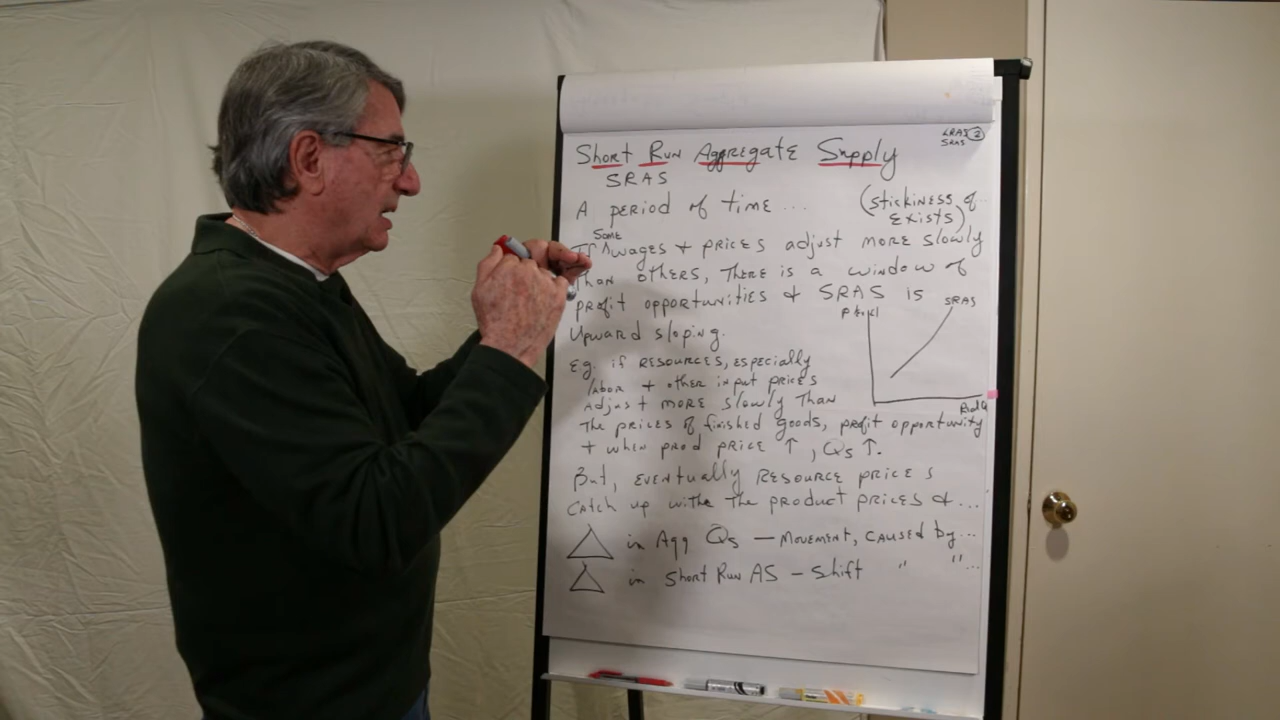 LRAS 2
SRAS
Short Run Aggregate Supply
SRAS
A period of time ... (stickiness of..
exists)
Some
If ^ wages + prices adjust more slowly
Than others, There is a window of
profit opportunities & SRAS is
Upward sloping.
SRAS
Eg. if resources, especially
labor + other input prices
adjust more slowly Than
The prices of finished goods, profit opportunity
+ when prod price ↑, Qs ↑.
But, eventually Resource prices
catch up withe The product prices & ...
△ in Agg Qs — Movement, caused by...
△ in Short Run AS – Shift " "...